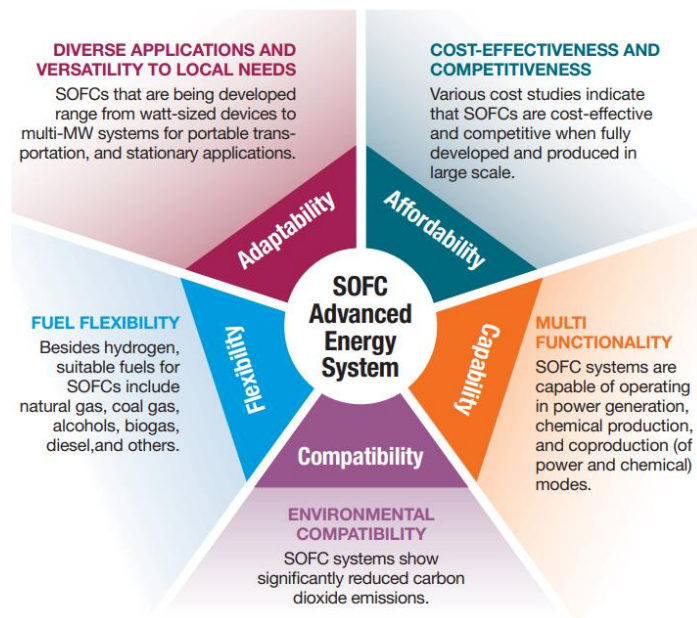 DIVERSE APPLICATIONS AND
VERSATILITY TO LOCAL NEEDS
SOFCs that are being developed
range from watt-sized devices to
multi-MW systems for portable trans-
portation, and stationary applications.
COST-EFFECTIVENESS AND
COMPETITIVENESS
Various cost studies indicate
that SOFCs are cost-effective
and competitive when fully
developed and produced in
large scale.
Adaptability
Affordability
SOFC
Advanced
Energy
System
FUEL FLEXIBILITY
Besides hydrogen,
suitable fuels for
SOFCs include
natural gas, coal gas,
alcohols, biogas,
diesel,and others.
Flexibility
Capability
MULTI
FUNCTIONALITY
SOFC systems are
capable of operating
in power generation,
chemical production,
and coproduction (of
power and chemical)
modes.
Compatibility
ENVIRONMENTAL
COMPATIBILITY
SOFC systems show
significantly reduced carbon
dioxide emissions.